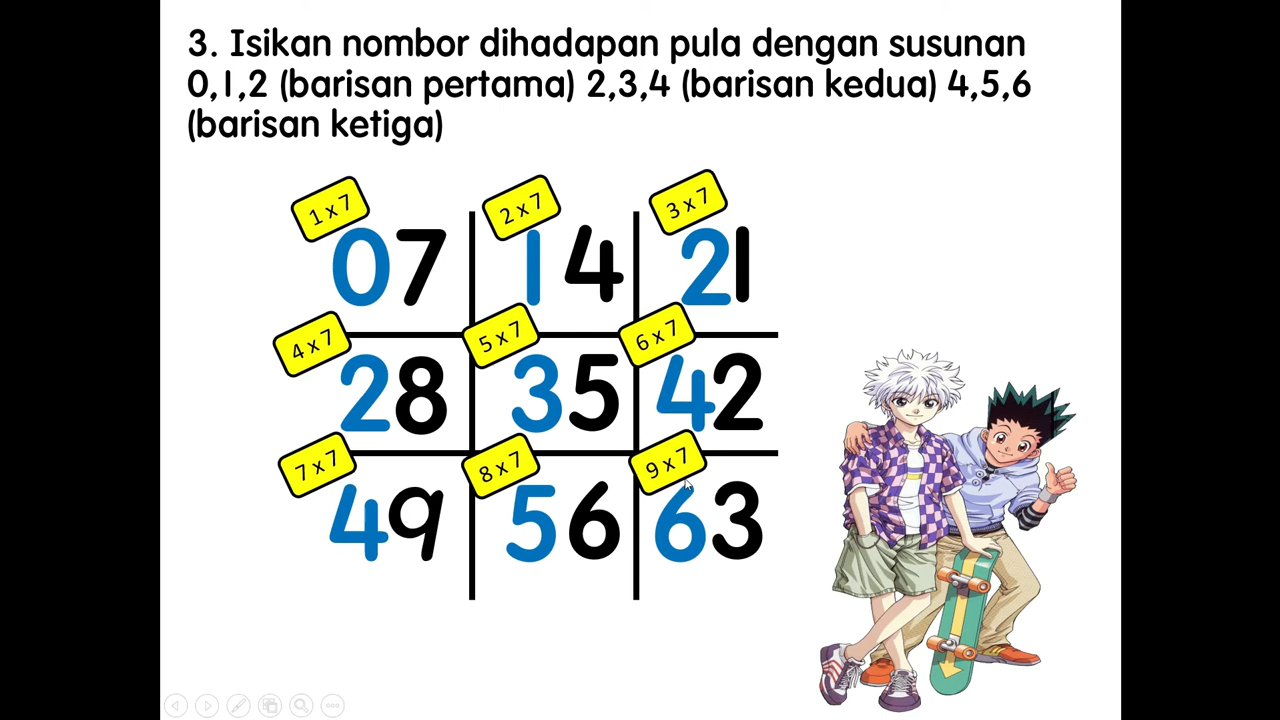 3. Isikan nombor dihadapan pula dengan susunan
0,1,2 (barisan pertama) 2,3,4 (barisan kedua) 4,5,6
(barisan ketiga)
1 x 7 2 x 7 3 x 7
07 14 21
4 x 7 5 x 7 6 x 7
28 35 42
7 x 7 8 x 7 9 x 7
49 56 63